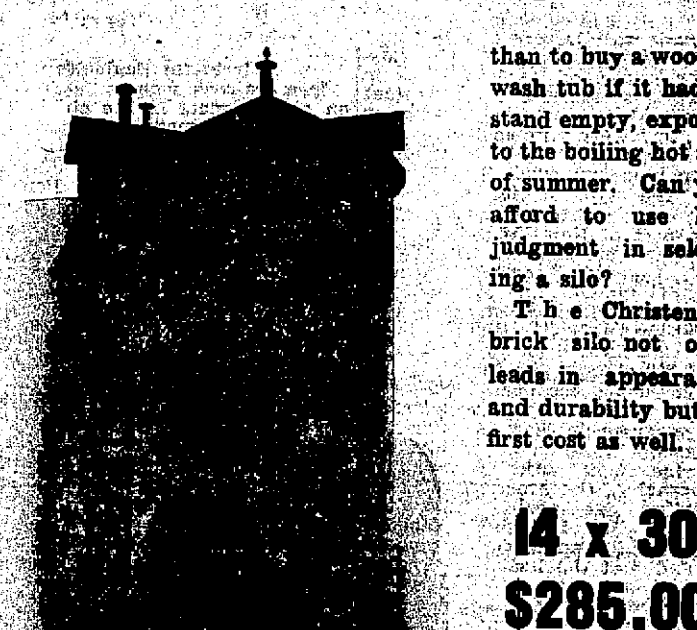 than to buy a woo
wash tub if it had
stand empty, expo
to the boiling hot
of summer. Can
afford to use
judgment in sel
ing a silo?
The Christen
brick silo not o
leads in appeara
and durability but
first cost as well.
14 x 30
$285.00